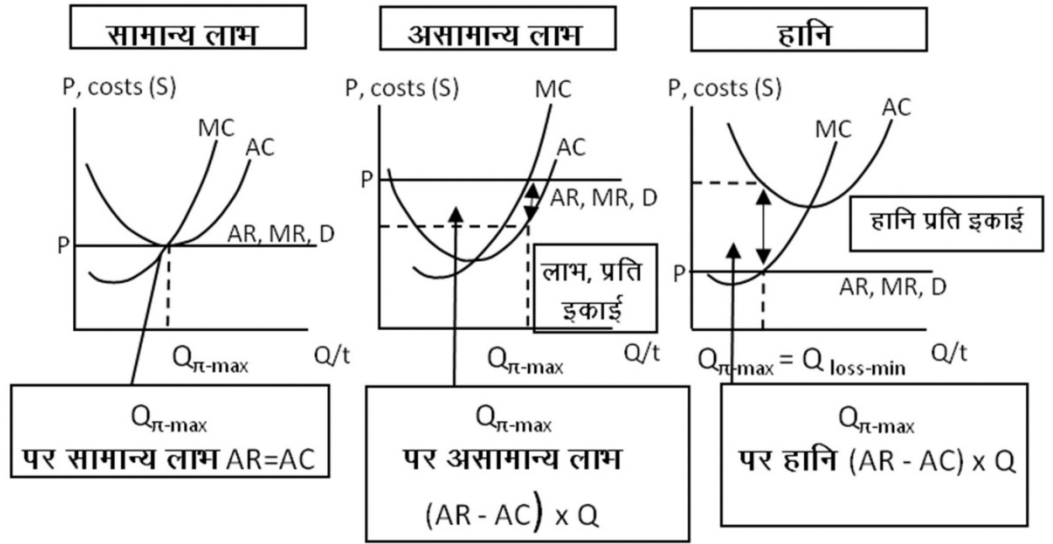 सामान्य लाभ
P, costs (S)
MC
AC
P
AR, MR, D
Qπ-max
Q/t
Qπ-max
पर सामान्य लाभ AR=AC
असामान्य लाभ
P, costs (S)
MC
AC
P
AR, MR, D
लाभ, प्रति
इकाई
Qπ-max
Q/t
Qπ-max
पर असामान्य लाभ
(AR - AC) x Q
हानि
P, costs (S)
AC
MC
हानि प्रति इकाई
P
AR, MR, D
Qπ-max = Q loss-min
Q/t
Qπ-max
पर हानि (AR - AC) x Q